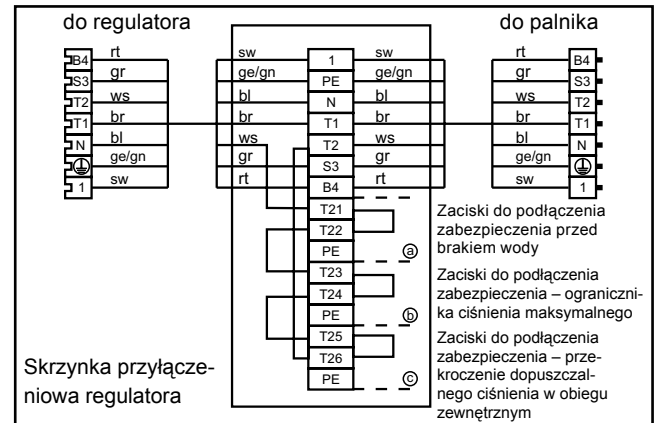 do regulatora
do palnika
B4 rt
S3 gr
T2 ws
T1 br
N bl
ge/gn
1 sw
sw 1 sw
ge/gn PE ge/gn
bl N bl
br T1 br
ws T2 ws
gr S3 gr
rt B4 rt
T21
T22
PE a
T23
T24
PE b
T25
T26
PE c
rt B4
gr S3
ws T2
br T1
bl N
ge/gn
sw 1
Zaciski do podłączenia
zabezpieczenia przed
brakiem wody
Zaciski do podłączenia
zabezpieczenia – ograniczni-
ka ciśnienia maksymalnego
Zaciski do podłączenia
zabezpieczenia – prze-
kroczenie dopuszczal-
nego ciśnienia w obiegu
zewnętrznym
Skrzynka przyłącze-
niowa regulatora